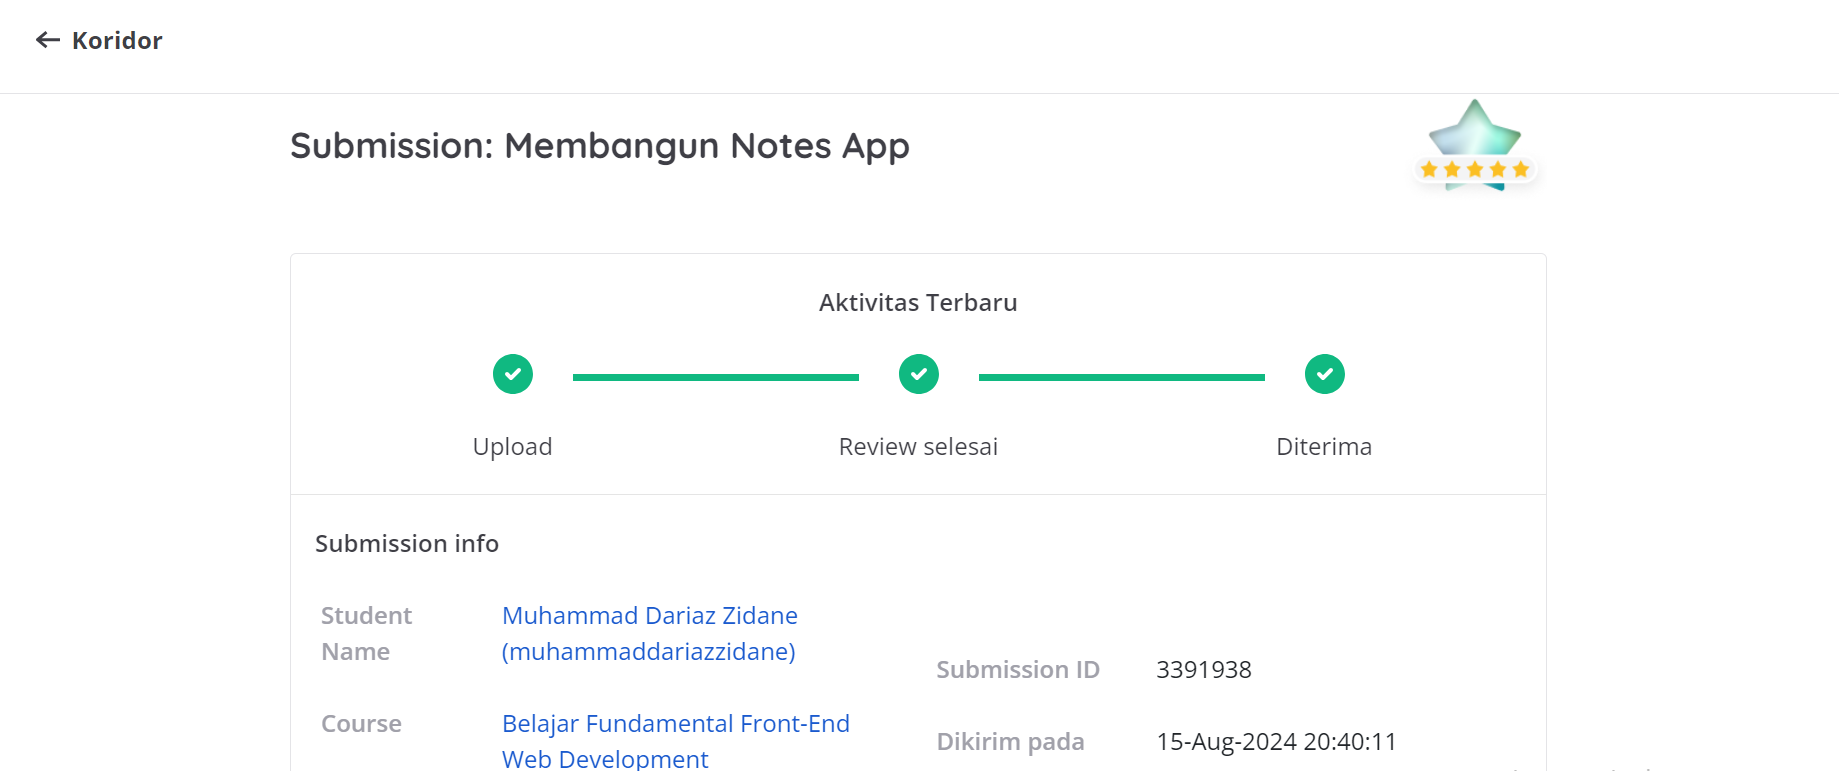 Koridor
Submission: Membangun Notes App
Aktivitas Terbaru
Upload
Review selesai
Diterima
Submission info
Student
Name
Muhammad Dariaz Zidane
(muhammaddariazzidane)
Submission ID
3391938
Course
Belajar Fundamental Front-End
Web Development
Dikirim pada
15-Aug-2024 20:40:11